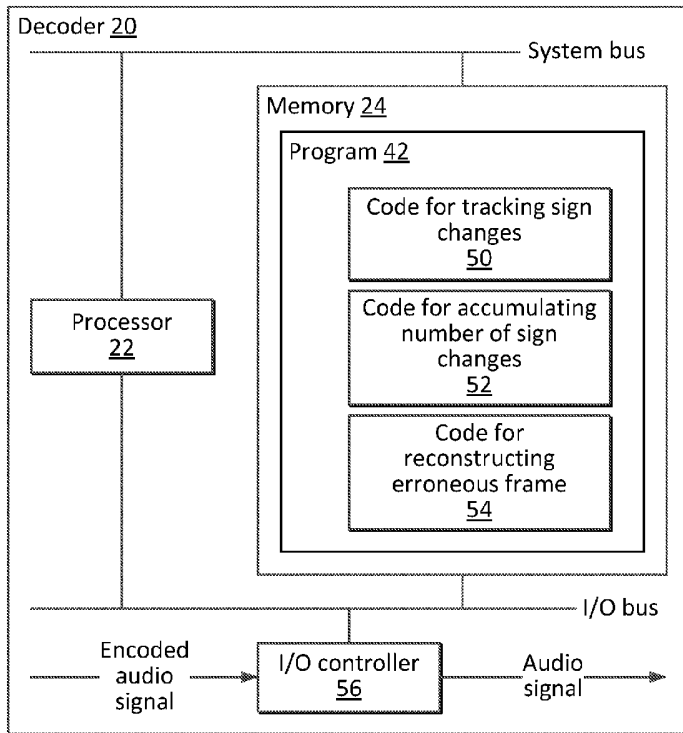 Decoder 20
System bus
Memory 24
Program 42
Code for tracking sign
changes
50
Code for accumulating
number of sign
changes
52
Code for
reconstructing
erroneous frame
54
Processor
22
I/O bus
Encoded
audio
signal
I/O controller
56
Audio
signal